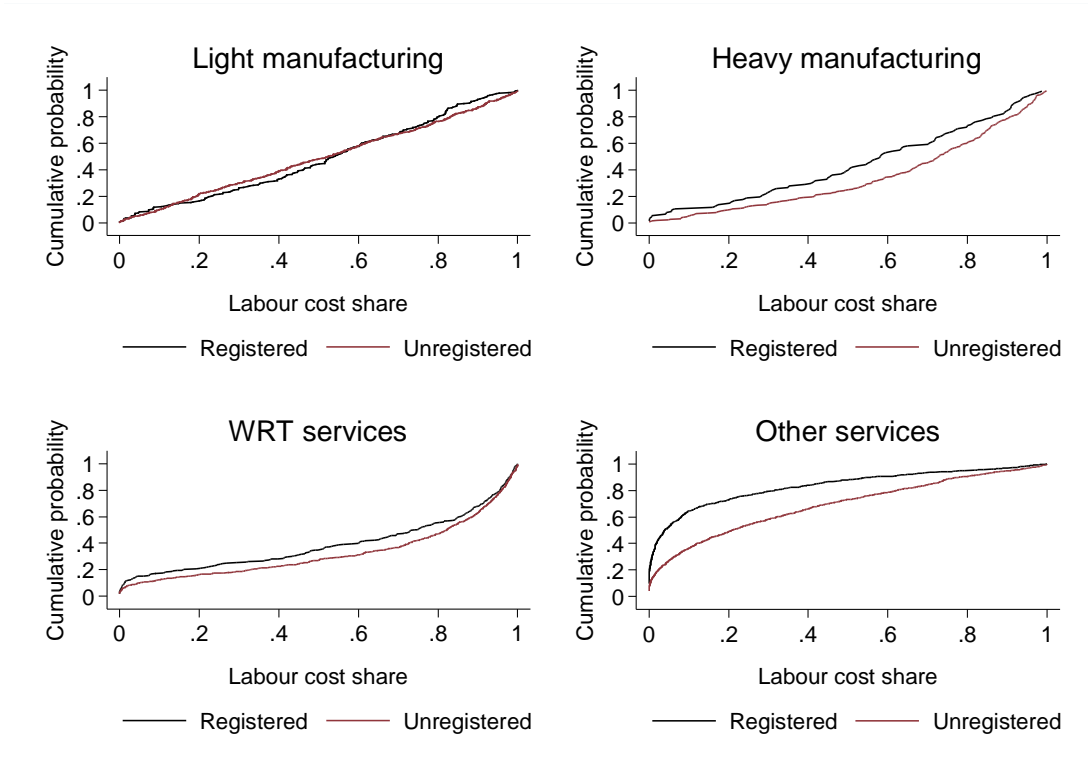 Light manufacturing
Cumulative probability
1
.8
.6
.4
.2
0
0 .2 .4 .6 .8 1
Labour cost share
Registered Unregistered
Heavy manufacturing
Cumulative probability
1
.8
.6
.4
.2
0
0 .2 .4 .6 .8 1
Labour cost share
Registered Unregistered
WRT services
Cumulative probability
1
.8
.6
.4
.2
0
0 .2 .4 .6 .8 1
Labour cost share
Registered Unregistered
Other services
Cumulative probability
1
.8
.6
.4
.2
0
0 .2 .4 .6 .8 1
Labour cost share
Registered Unregistered